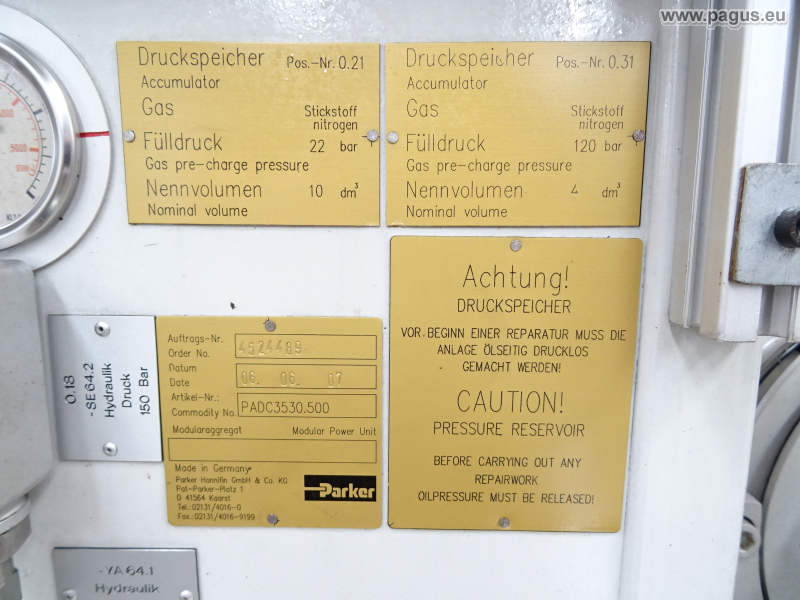 www.pagus.eu
Druckspeicher Pos.-Nr. 0.21
Accumulator
Gas Stickstoff
nitrogen
Fülldruck 22 bar
Gas pre-charge pressure
Nennvolumen 10 dm³
Nominal volume
Druckspeicher Pos.-Nr. 0.31
Accumulator
Gas Stickstoff
nitrogen
Fülldruck 120 bar
Gas pre-charge pressure
Nennvolumen 4 dm³
Nominal volume
Achtung!
DRUCKSPEICHER
VOR BEGINN EINER REPARATUR MUSS DIE
ANLAGE ÖLSEITIG DRUCKLOS
GEMACHT WERDEN!
CAUTION!
PRESSURE RESERVOIR
BEFORE CARRYING OUT ANY
REPAIRWORK
OILPRESSURE MUST BE RELEASED!
0.18
-SE64.2
Hydraulik
Druck
150 Bar
Auftrags-Nr.
Order No. 4524489
Datum
Date 06. 06. 07
Artikel-Nr.:
Commodity No. PADC3530.500
Modularaggregat Modular Power Unit
Made in Germany
Parker Hannifin GmbH & Co. KG
Pat-Parker-Platz 1
D 41564 Kaarst
Tel.:02131/4016-0
Fax.:02131/4016-9199
Parker
-YA64.1
Hydraulik